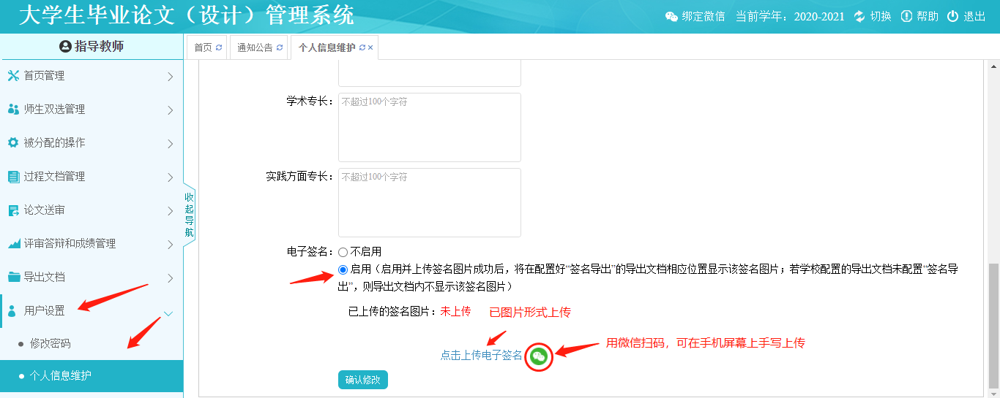 大学生毕业论文（设计）管理系统
绑定微信 当前学年：2020-2021 切换 帮助 退出
指导教师
首页 通知公告 个人信息维护
首页管理
师生双选管理
被分配的操作
过程文档管理
论文送审
评审答辩和成绩管理
导出文档
用户设置
修改密码
个人信息维护
收起导航
学术专长：
不超过100个字符
实践方面专长：
不超过100个字符
电子签名： 不启用
启用（启用并上传签名图片成功后，将在配置好“签名导出”的导出文档相应位置显示该签名图片；若学校配置的导出文档未配置“签名导
出”，则导出文档内不显示该签名图片）
已上传的签名图片：未上传 已图片形式上传
点击上传电子签名 用微信扫码，可在手机屏幕上手写上传
确认修改